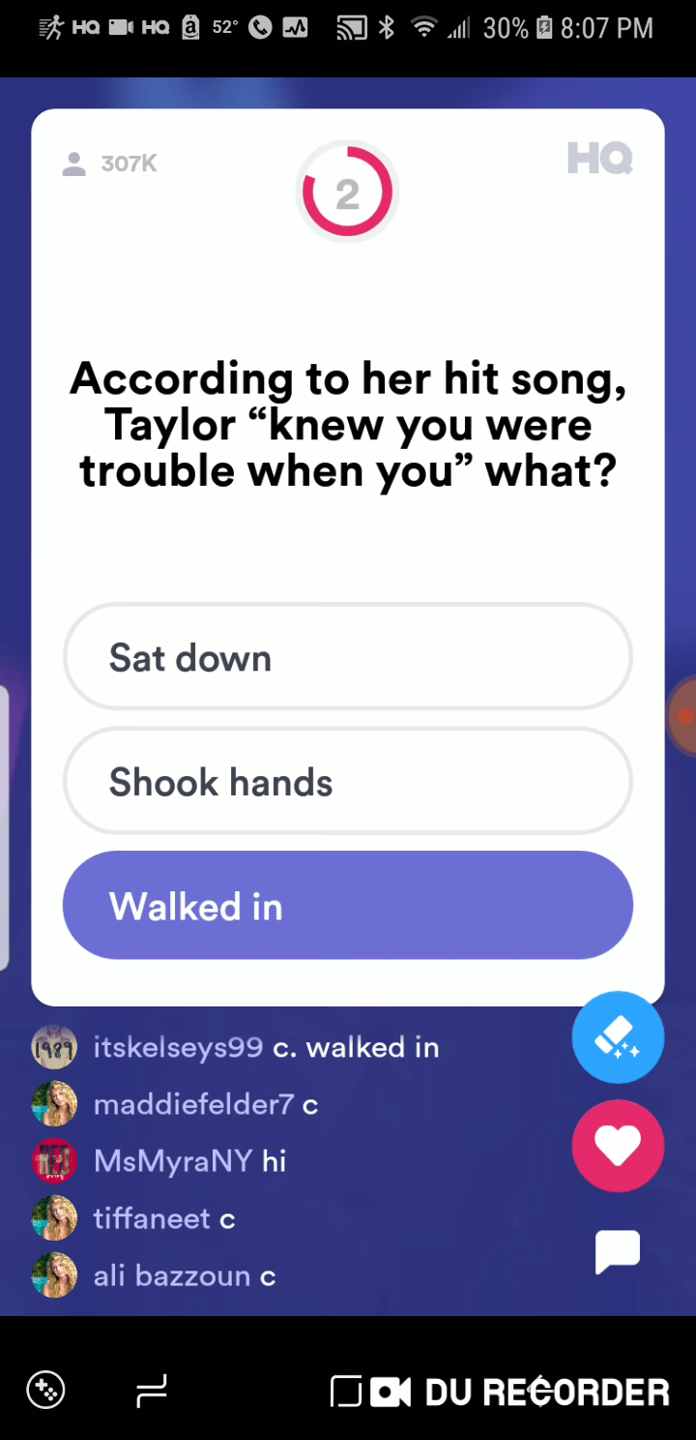 HQ HQ a 52° 30% 8:07 PM
307K 2 HQ
According to her hit song,
Taylor “knew you were
trouble when you” what?
Sat down
Shook hands
Walked in
1989 itskelseys99 c. walked in
maddiefelder7 c
RED MsMyraNY hi
tiffaneet c
ali bazzoun c
DU RECORDER